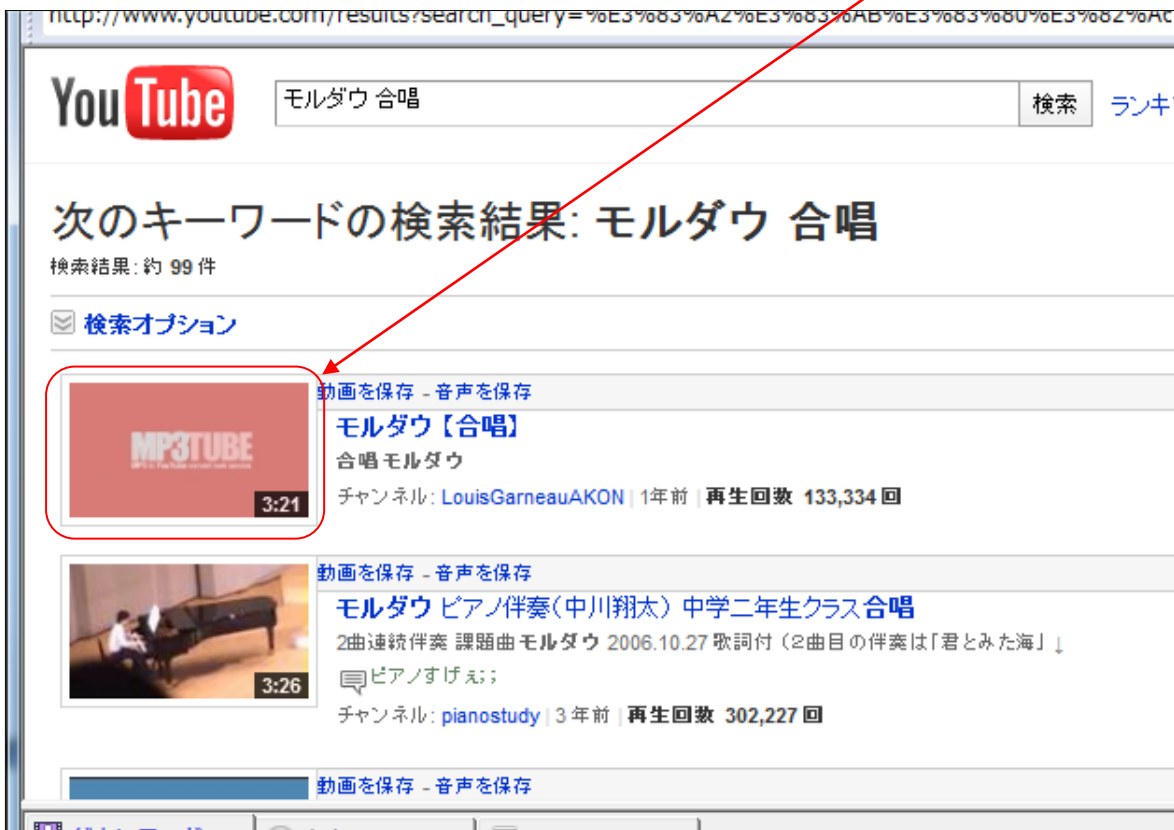 http://www.youtube.com/results?search_query=%E3%83%A2%E3%83%AB%E3%83%80%E3%82%Ac
You Tube
モルダウ 合唱
検索
ランキ
次のキーワードの検索結果: モルダウ 合唱
検索結果: 約 99 件
検索オプション
動画を保存 - 音声を保存
MP3TUBE
3:21
モルダウ【合唱】
合唱 モルダウ
チャンネル: LouisGarneauAKON | 1年前 | 再生回数 133,334 回
動画を保存 - 音声を保存
3:26
モルダウ ピアノ伴奏(中川翔太) 中学二年生クラス合唱
2曲連続伴奏 課題曲モルダウ 2006.10.27 歌詞付 (2曲目の伴奏は「君とみた海」↓
ピアノすげぇ;;
チャンネル: pianostudy | 3 年前 | 再生回数 302,227 回
動画を保存 - 音声を保存